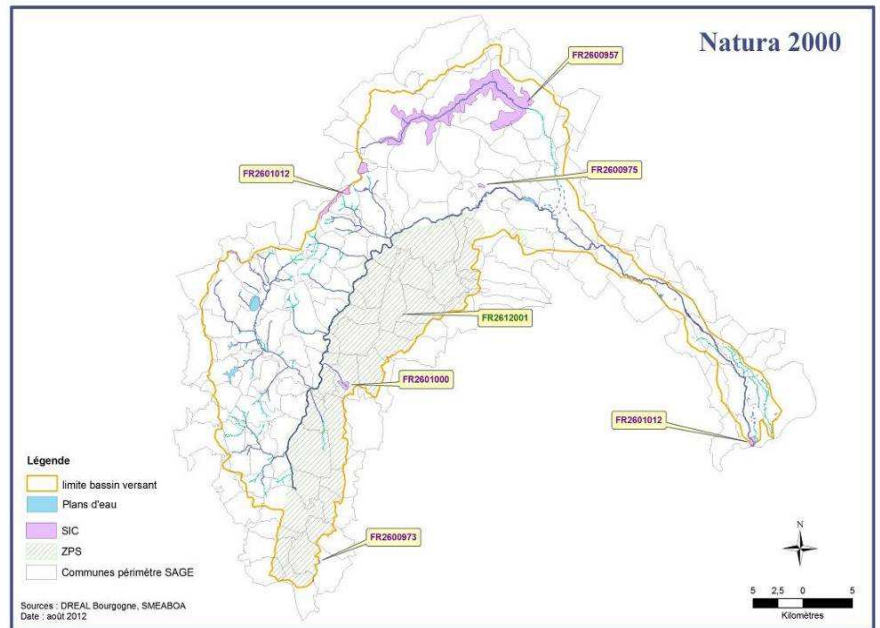 Natura 2000
FR2600957
FR2601012
FR2600975
FR2612001
FR2601000
FR2601012
FR2600973
Légende
limite bassin versant
Plans d'eau
SIC
ZPS
Communes périmètre SAGE
Sources : DREAL Bourgogne, SMEABOA
Date : août 2012
N
5 2,5 0 5
Kilomètres